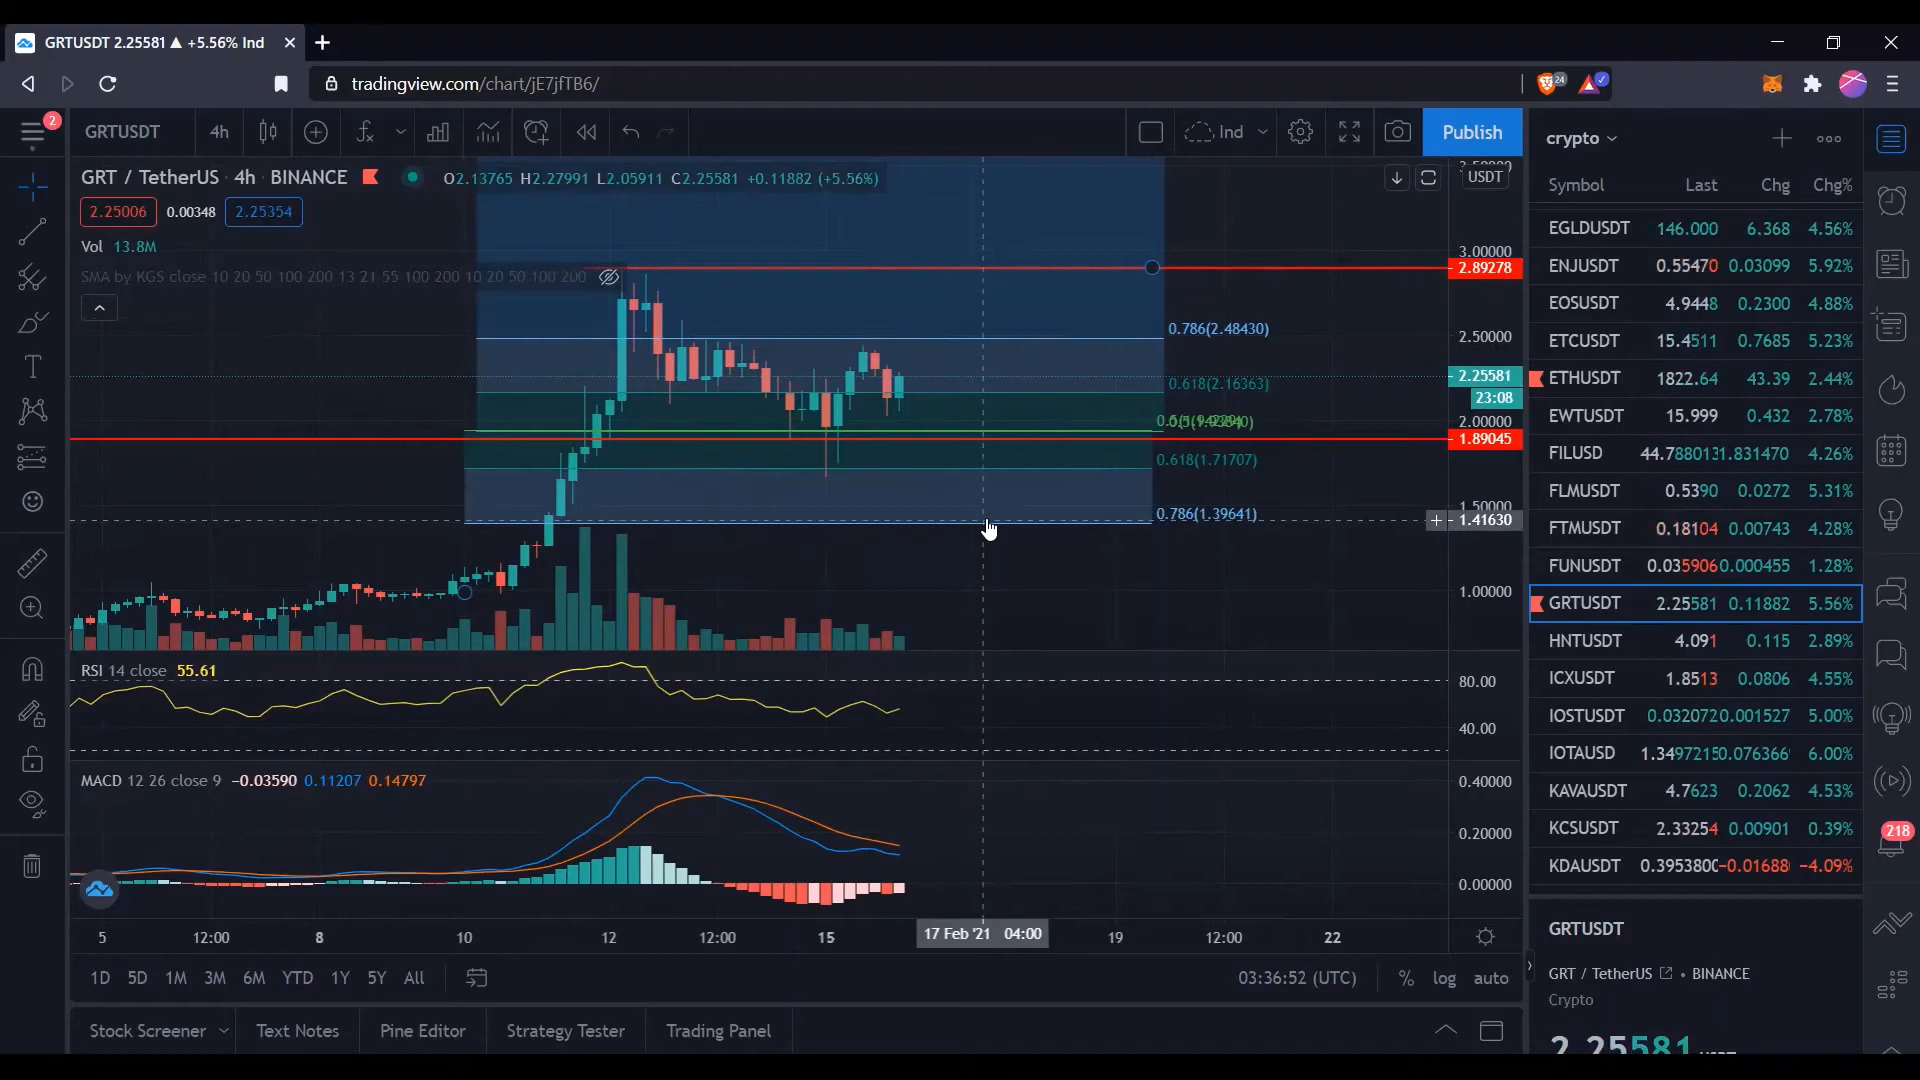 GRTUSDT 2.25581 ▲ +5.56% Ind
tradingview.com/chart/jE7jfTB6/
24
2
GRTUSDT 4h Ind Publish
GRT / TetherUS · 4h · BINANCE
O2.13765 H2.27991 L2.05911 C2.25581 +0.11882 (+5.56%)
USDT
2.25006 0.00348 2.25354
Vol 13.8M
SMA by KGS close 10 20 50 100 200 13 21 55 100 200 10 20 50 100 200
3.00000
2.89278
0.786(2.48430)
2.50000
2.25581
0.618(2.16363)
23:08
2.00000
1.89045
0.618(1.71707)
1.50000
0.786(1.39641)
1.41630
1.00000
RSI 14 close 55.61
80.00
40.00
MACD 12 26 close 9 −0.03590 0.11207 0.14797
0.40000
0.20000
0.00000
5 12:00 8 10 12 12:00 15 17 Feb '21 04:00 19 12:00 22
1D 5D 1M 3M 6M YTD 1Y 5Y All
03:36:52 (UTC) % log auto
Stock Screener Text Notes Pine Editor Strategy Tester Trading Panel
crypto
Symbol Last Chg Chg%
EGLDUSDT 146.000 6.368 4.56%
ENJUSDT 0.55470 0.03099 5.92%
EOSUSDT 4.9448 0.2300 4.88%
ETCUSDT 15.4511 0.7685 5.23%
ETHUSDT 1822.64 43.39 2.44%
EWTUSDT 15.999 0.432 2.78%
FILUSD 4.26%
FLMUSDT 0.5390 0.0272 5.31%
FTMUSDT 0.18104 0.00743 4.28%
FUNUSDT 0.035906 0.000455 1.28%
GRTUSDT 2.25581 0.11882 5.56%
HNTUSDT 4.091 0.115 2.89%
ICXUSDT 1.8513 0.0806 4.55%
IOSTUSDT 0.032072 0.001527 5.00%
IOTAUSD 6.00%
KAVAUSDT 4.7623 0.2062 4.53%
KCSUSDT 2.33254 0.00901 0.39%
KDAUSDT −0.01688 −4.09%
218
GRTUSDT
GRT / TetherUS • BINANCE
Crypto
2.25581